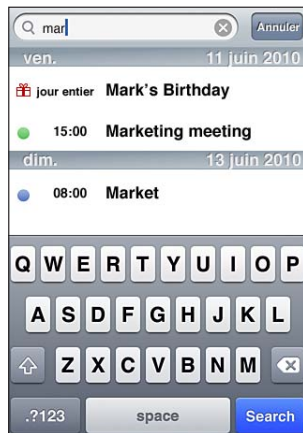 mar Annuler
ven. 11 juin 2010
jour entier Mark's Birthday
15:00 Marketing meeting
dim. 13 juin 2010
08:00 Market
Q W E R T Y U I O P
A S D F G H J K L
Z X C V B N M
.?123 space Search